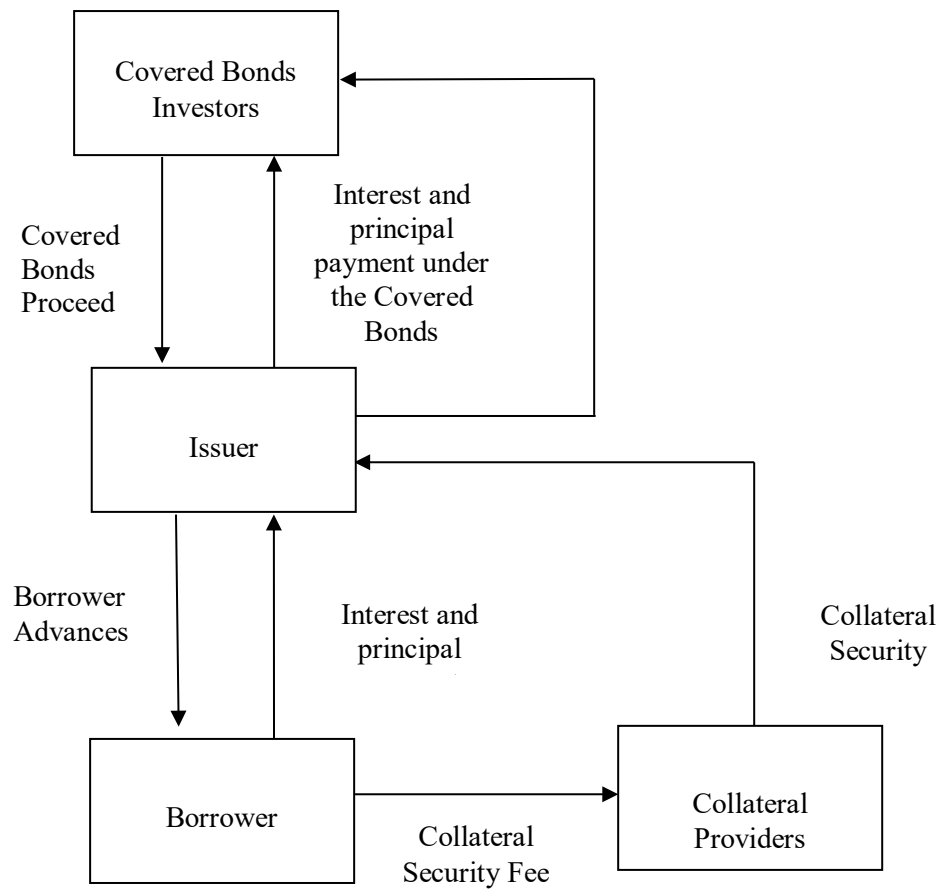 Covered Bonds
Investors
Covered
Bonds
Proceed
Interest and
principal
payment under
the Covered
Bonds
Issuer
Borrower
Advances
Interest and
principal
Collateral
Security
Borrower
Collateral
Security Fee
Collateral
Providers